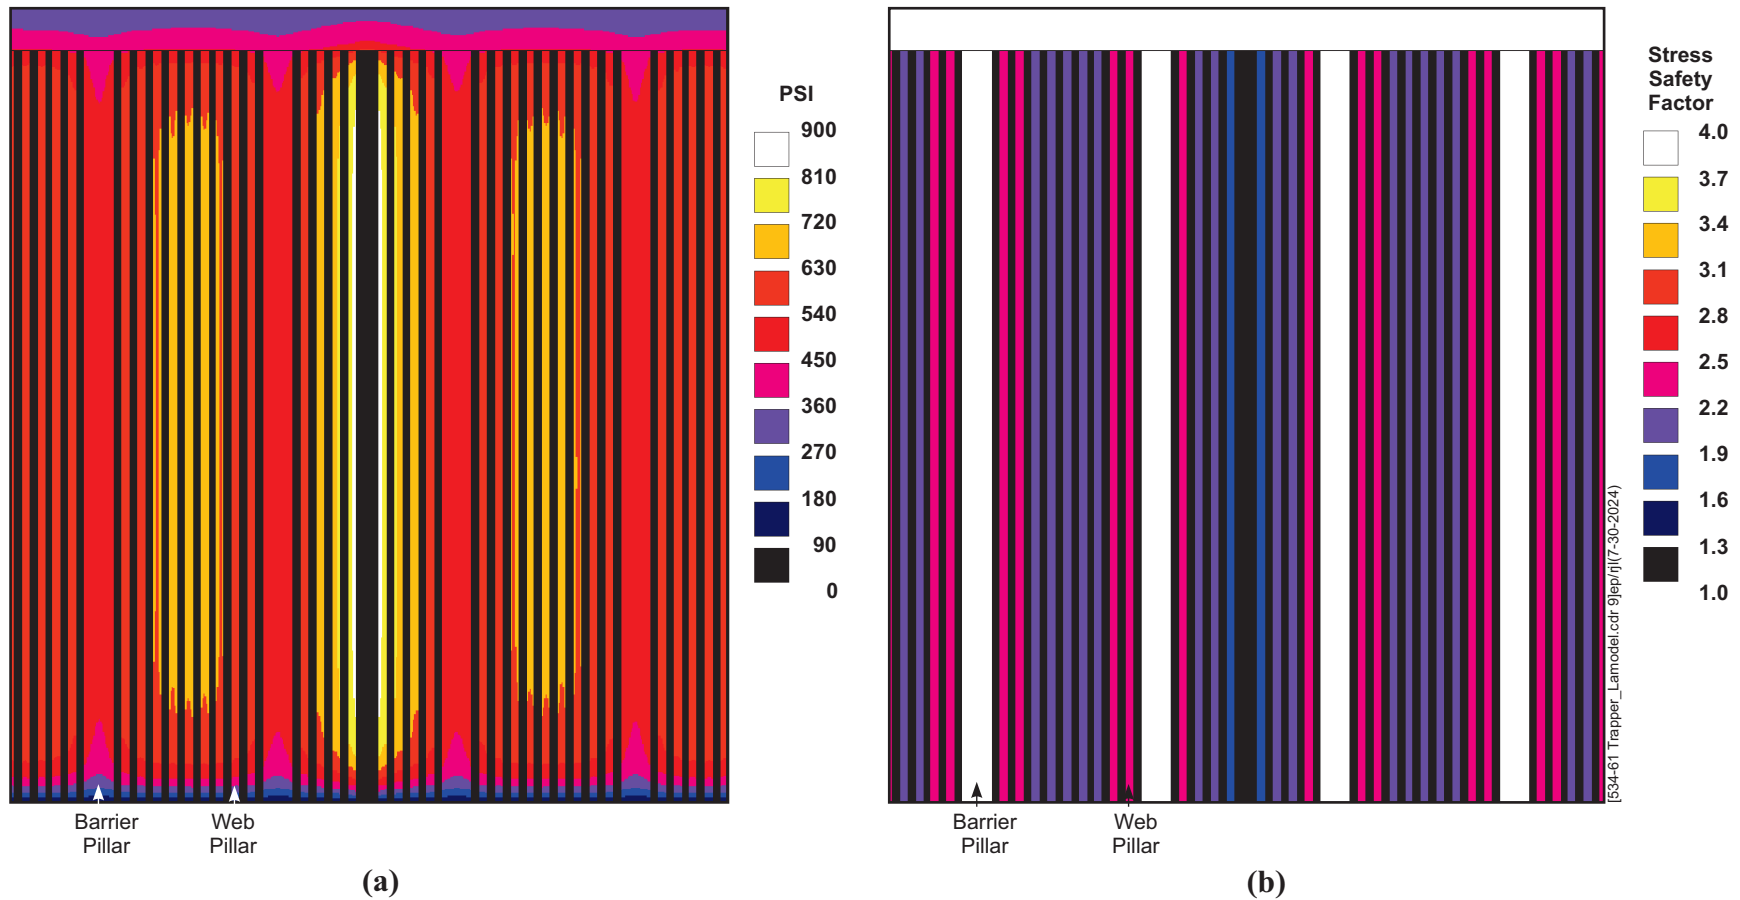 PSI
900
810
720
630
540
450
360
270
180
90
0
Barrier
Pillar
Web
Pillar
(a)
Stress
Safety
Factor
4.0
3.7
3.4
3.1
2.8
2.5
2.2
1.9
1.6
1.3
1.0
[534-61 Trapper_Lamodel.cdr 9]ep/rjl(7-30-2024)
Barrier
Pillar
Web
Pillar
(b)